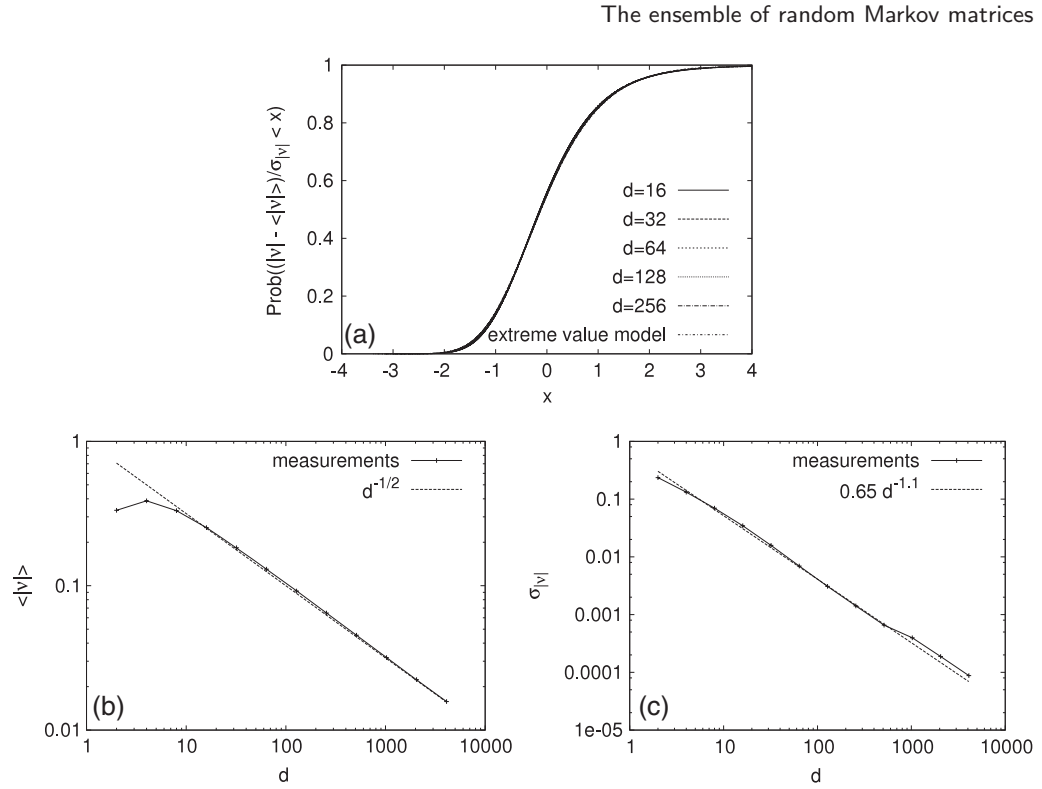 The ensemble of random Markov matrices
Prob((|ν| - <|ν|>)/σ|ν| < x)
1
0.8
0.6
0.4
0.2
0
d=16
d=32
d=64
d=128
d=256
extreme value model
(a)
-4 -3 -2 -1 0 1 2 3 4
x
<|ν|>
1
0.1
0.01
measurements
d^-1/2
(b)
1 10 100 1000 10000
d
σ|ν|
1
0.1
0.01
0.001
0.0001
1e-05
measurements
0.65 d^-1.1
(c)
1 10 100 1000 10000
d